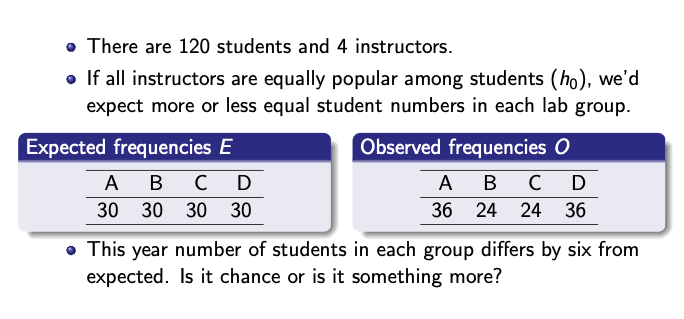 There are 120 students and 4 instructors.
If all instructors are equally popular among students (h₀), we'd
expect more or less equal student numbers in each lab group.
Expected frequencies E
A B C D
30 30 30 30
Observed frequencies O
A B C D
36 24 24 36
This year number of students in each group differs by six from
expected. Is it chance or is it something more?